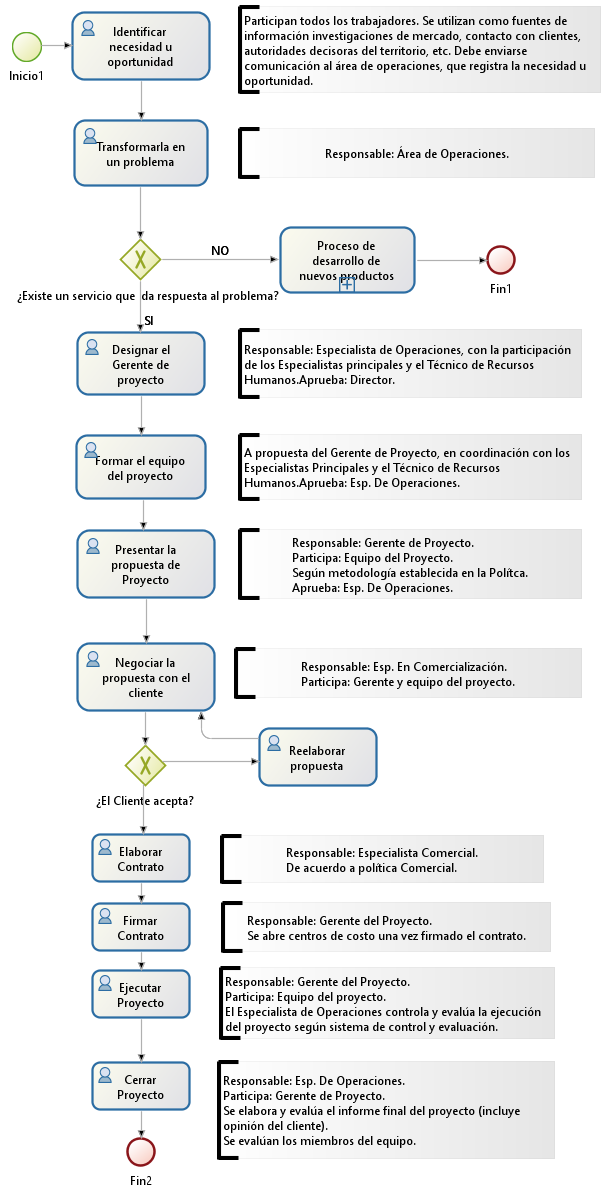 Identificar
necesidad u
oportunidad
Inicio1
Participan todos los trabajadores. Se utilizan como fuentes de
información investigaciones de mercado, contacto con clientes,
autoridades decisoras del territorio, etc. Debe enviarse
comunicación al área de operaciones, que registra la necesidad u
oportunidad.
Transformarla en
un problema
Responsable: Área de Operaciones.
NO
Proceso de
desarrollo de
nuevos productos
Fin1
¿Existe un servicio que da respuesta al problema?
SI
Designar el
Gerente de
proyecto
Responsable: Especialista de Operaciones, con la participación
de los Especialistas principales y el Técnico de Recursos
Humanos.Aprueba: Director.
Formar el equipo
del proyecto
A propuesta del Gerente de Proyecto, en coordinación con los
Especialistas Principales y el Técnico de Recursos
Humanos.Aprueba: Esp. De Operaciones.
Presentar la
propuesta de
Proyecto
Responsable: Gerente de Proyecto.
Participa: Equipo del Proyecto.
Según metodología establecida en la Polítca.
Aprueba: Esp. De Operaciones.
Negociar la
propuesta con el
cliente
Responsable: Esp. En Comercialización.
Participa: Gerente y equipo del proyecto.
Reelaborar
propuesta
¿El Cliente acepta?
Elaborar
Contrato
Responsable: Especialista Comercial.
De acuerdo a política Comercial.
Firmar
Contrato
Responsable: Gerente del Proyecto.
Se abre centros de costo una vez firmado el contrato.
Ejecutar
Proyecto
Responsable: Gerente del Proyecto.
Participa: Equipo del proyecto.
El Especialista de Operaciones controla y evalúa la ejecución
del proyecto según sistema de control y evaluación.
Cerrar
Proyecto
Responsable: Esp. De Operaciones.
Participa: Gerente de Proyecto.
Se elabora y evalúa el informe final del proyecto (incluye
opinión del cliente).
Se evalúan los miembros del equipo.
Fin2